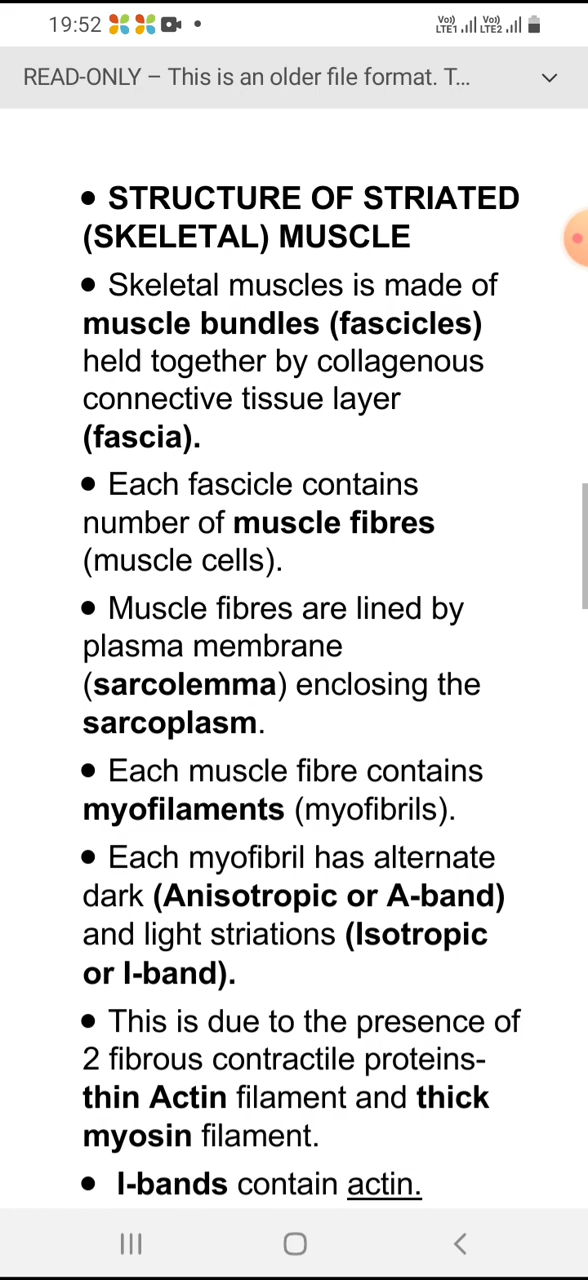 19:52
Vo)) LTE1 Vo)) LTE2
READ-ONLY – This is an older file format. T...
• STRUCTURE OF STRIATED
(SKELETAL) MUSCLE
• Skeletal muscles is made of
muscle bundles (fascicles)
held together by collagenous
connective tissue layer
(fascia).
• Each fascicle contains
number of muscle fibres
(muscle cells).
• Muscle fibres are lined by
plasma membrane
(sarcolemma) enclosing the
sarcoplasm.
• Each muscle fibre contains
myofilaments (myofibrils).
• Each myofibril has alternate
dark (Anisotropic or A-band)
and light striations (Isotropic
or I-band).
• This is due to the presence of
2 fibrous contractile proteins-
thin Actin filament and thick
myosin filament.
• I-bands contain actin.